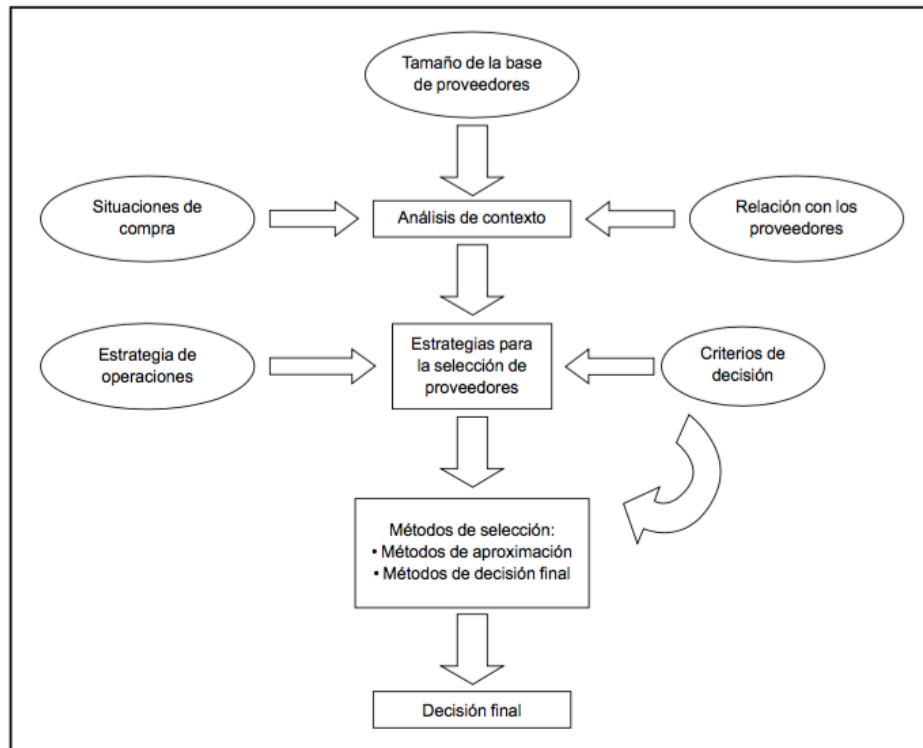 Tamaño de la base
de proveedores
Situaciones de
compra
Análisis de contexto
Relación con los
proveedores
Estrategia de
operaciones
Estrategias para
la selección de
proveedores
Criterios de
decisión
Métodos de selección:
• Métodos de aproximación
• Métodos de decisión final
Decisión final